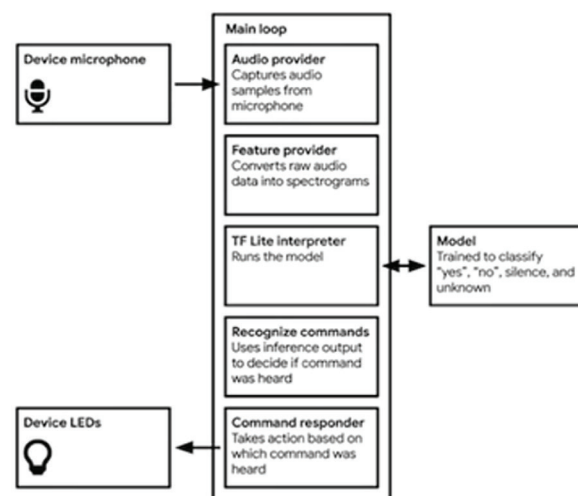 Main loop
Device microphone
Audio provider
Captures audio
samples from
microphone
Feature provider
Converts raw audio
data into spectrograms
TF Lite interpreter
Runs the model
Model
Trained to classify
"yes", "no", silence, and
unknown
Recognize commands
Uses inference output
to decide if command
was heard
Device LEDs
Command responder
Takes action based on
which command was
heard